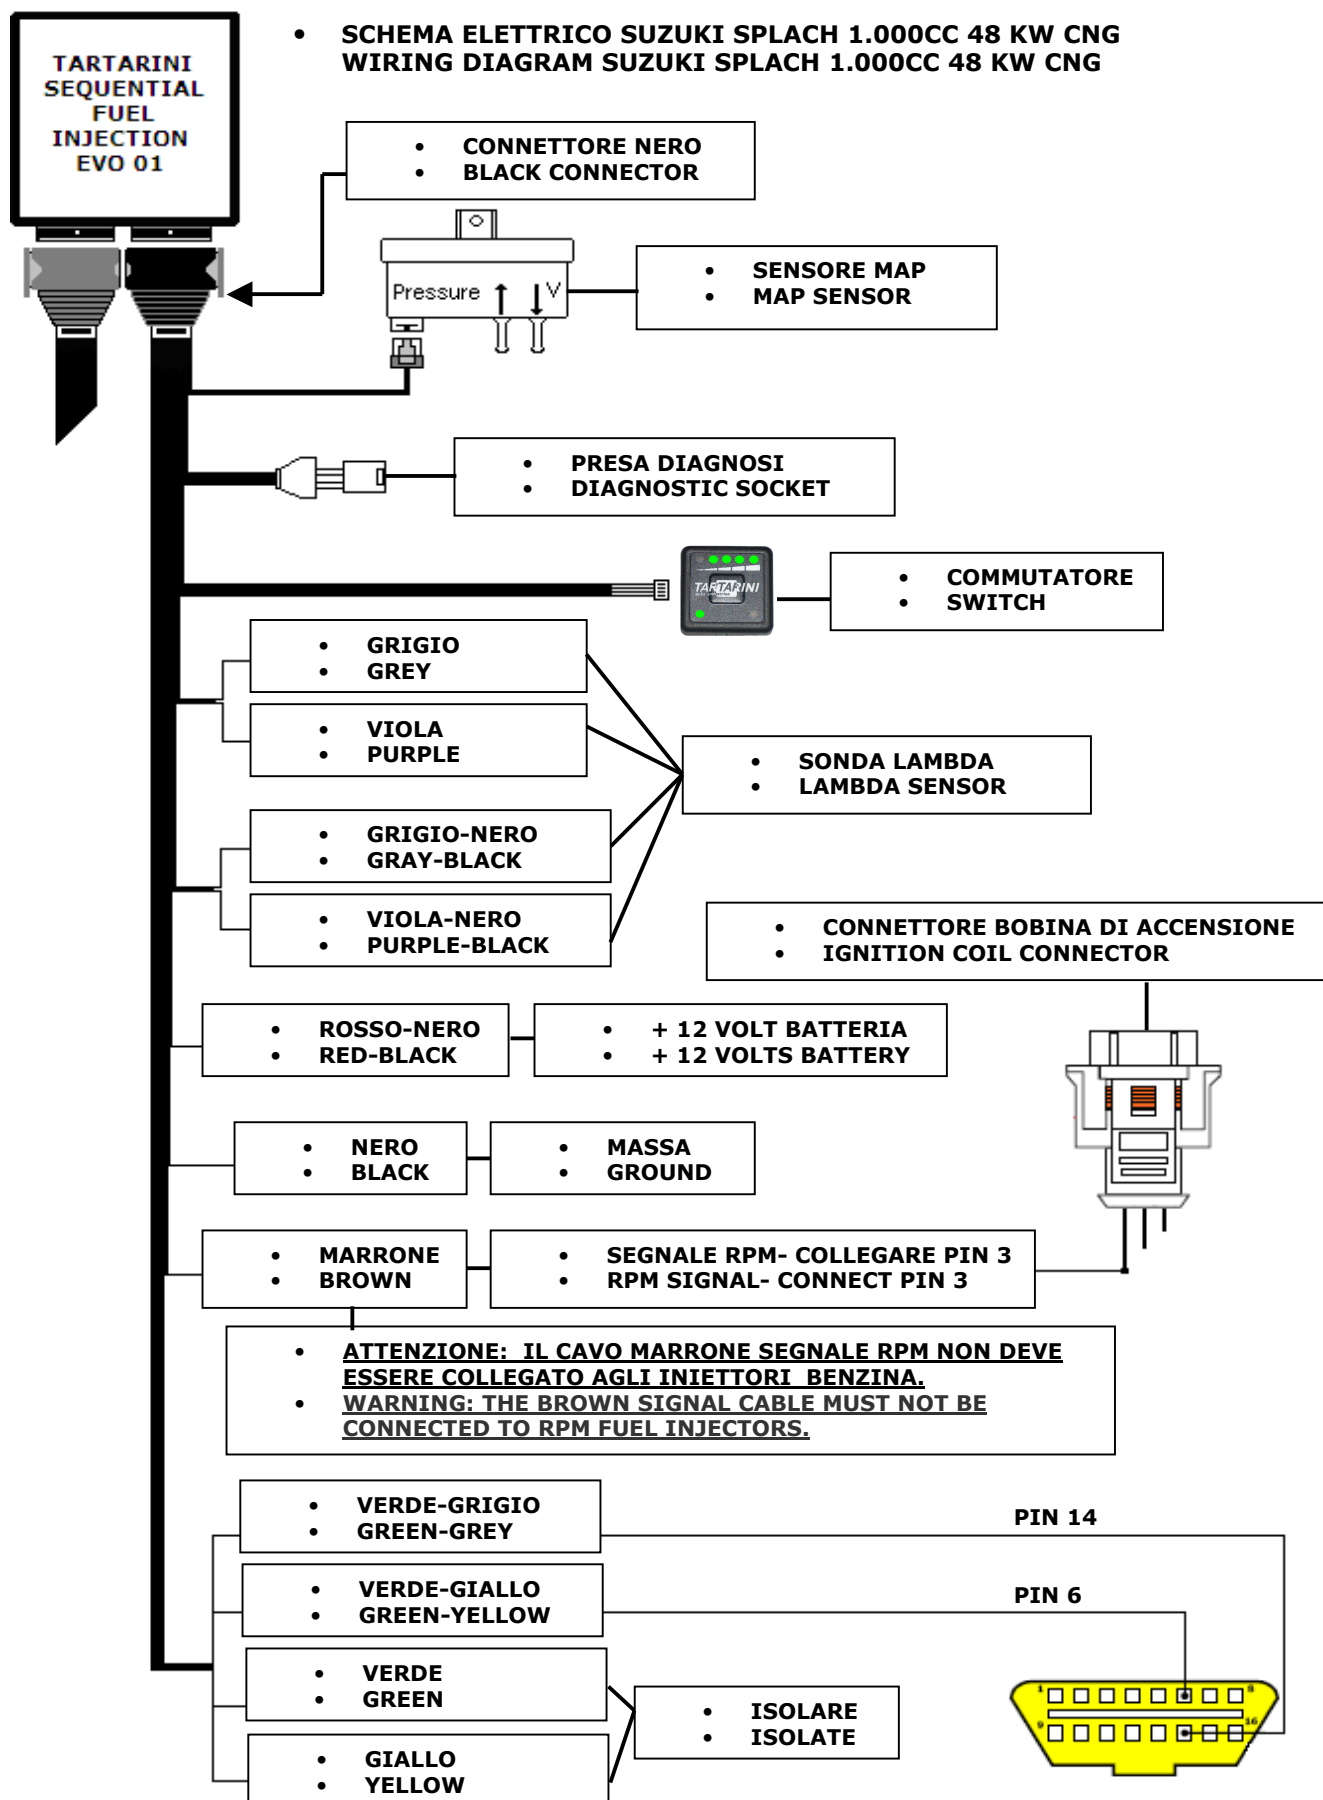 • SCHEMA ELETTRICO SUZUKI SPLACH 1.000CC 48 KW CNG
WIRING DIAGRAM SUZUKI SPLACH 1.000CC 48 KW CNG
TARTARINI
SEQUENTIAL
FUEL
INJECTION
EVO 01
• CONNETTORE NERO
• BLACK CONNECTOR
Pressure V
• SENSORE MAP
• MAP SENSOR
• PRESA DIAGNOSI
• DIAGNOSTIC SOCKET
TARTARINI
• COMMUTATORE
• SWITCH
• GRIGIO
• GREY
• VIOLA
• PURPLE
• SONDA LAMBDA
• LAMBDA SENSOR
• GRIGIO-NERO
• GRAY-BLACK
• VIOLA-NERO
• PURPLE-BLACK
• CONNETTORE BOBINA DI ACCENSIONE
• IGNITION COIL CONNECTOR
• ROSSO-NERO
• RED-BLACK
• + 12 VOLT BATTERIA
• + 12 VOLTS BATTERY
• NERO
• BLACK
• MASSA
• GROUND
• MARRONE
• BROWN
• SEGNALE RPM- COLLEGARE PIN 3
• RPM SIGNAL- CONNECT PIN 3
• ATTENZIONE: IL CAVO MARRONE SEGNALE RPM NON DEVE
ESSERE COLLEGATO AGLI INIETTORI BENZINA.
• WARNING: THE BROWN SIGNAL CABLE MUST NOT BE
CONNECTED TO RPM FUEL INJECTORS.
• VERDE-GRIGIO
• GREEN-GREY
PIN 14
• VERDE-GIALLO
• GREEN-YELLOW
PIN 6
• VERDE
• GREEN
• ISOLARE
• ISOLATE
• GIALLO
• YELLOW
1 8
9 16